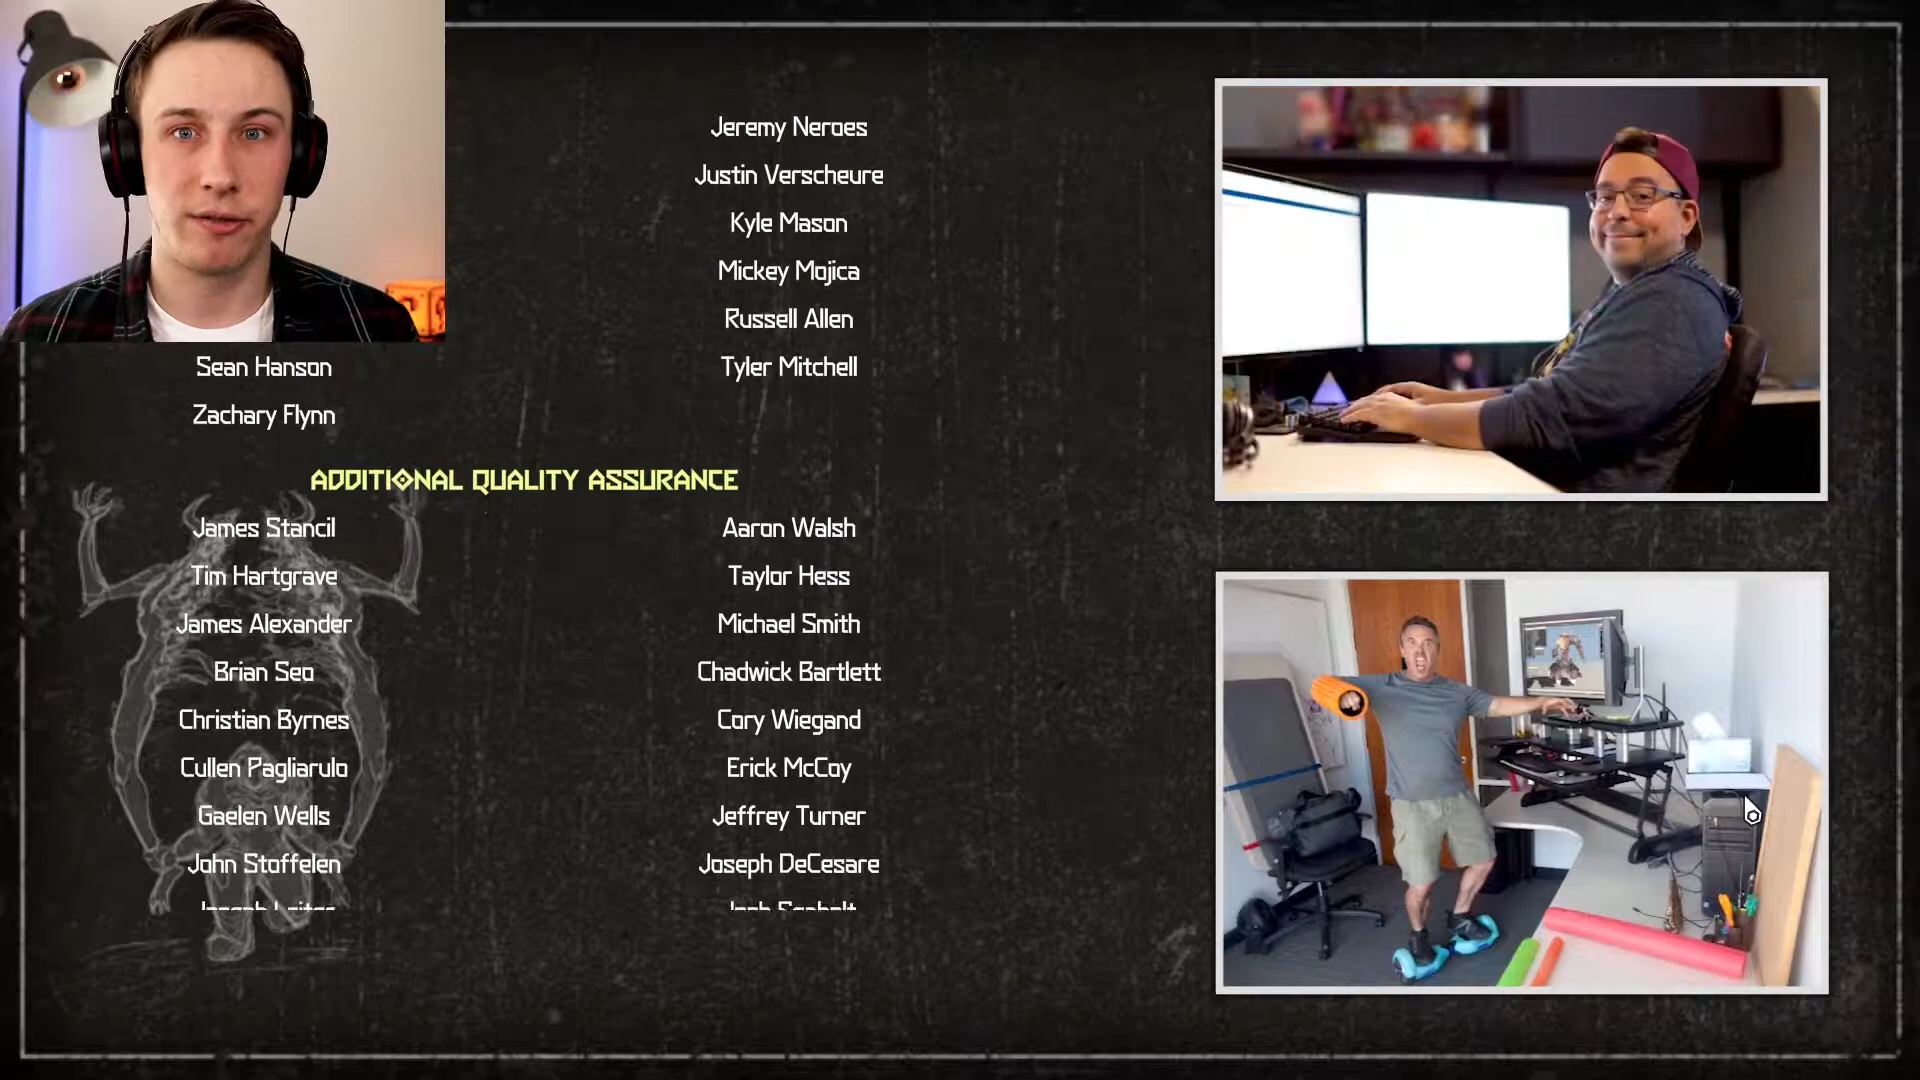 Jeremy Neroes
Justin Verscheure
Kyle Mason
Mickey Mojica
Russell Allen
Sean Hanson
Tyler Mitchell
Zachary Flynn
ADDITIONAL QUALITY ASSURANCE
James Stancil
Aaron Walsh
Tim Hartgrave
Taylor Hess
James Alexander
Michael Smith
Brian Seo
Chadwick Bartlett
Christian Byrnes
Cory Wiegand
Cullen Pagliarulo
Erick McCoy
Gaelen Wells
Jeffrey Turner
John Stoffelen
Joseph DeCesare